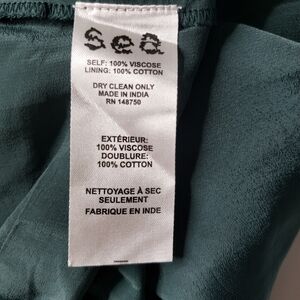 sea
SELF: 100% VISCOSE
LINING: 100% COTTON
DRY CLEAN ONLY
MADE IN INDIA
RN 148750
EXTÉRIEUR:
100% VISCOSE
DOUBLURE:
100% COTTON
NETTOYAGE À SEC
SEULEMENT
FABRIQUE EN INDE